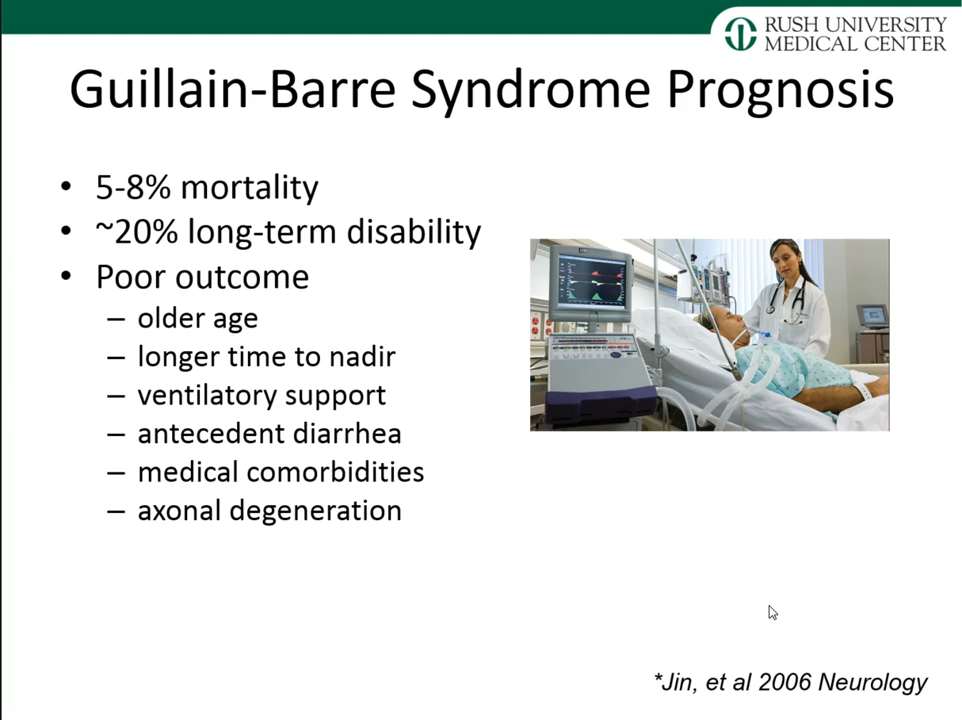 RUSH UNIVERSITY
MEDICAL CENTER
Guillain-Barre Syndrome Prognosis
• 5-8% mortality
• ~20% long-term disability
• Poor outcome
– older age
– longer time to nadir
– ventilatory support
– antecedent diarrhea
– medical comorbidities
– axonal degeneration
*Jin, et al 2006 Neurology